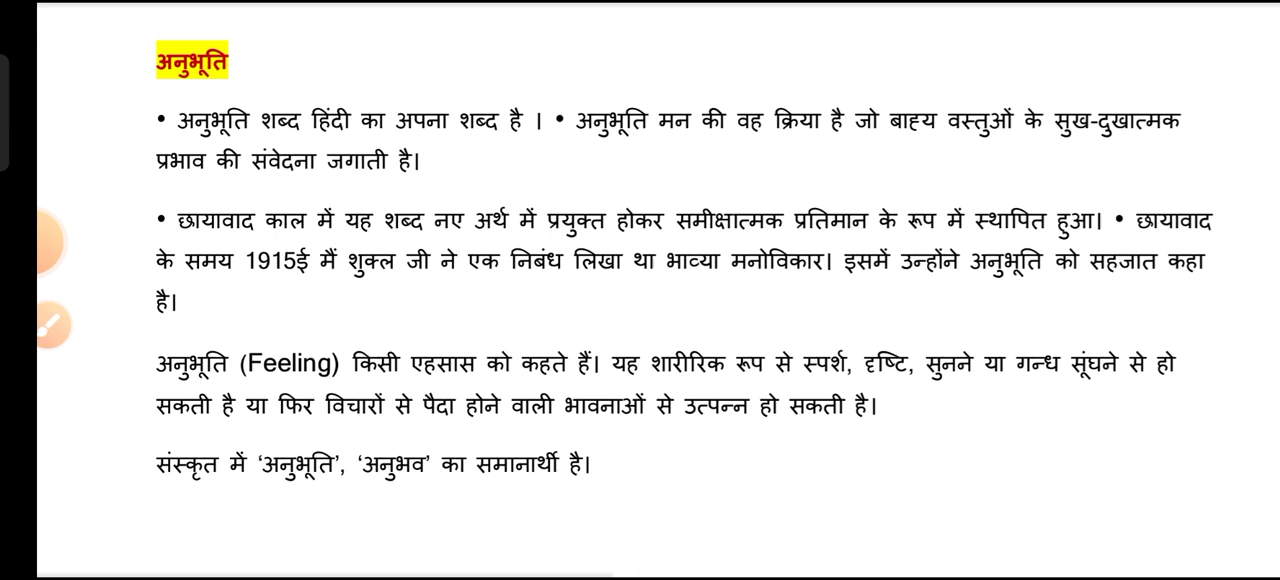 अनुभूति
• अनुभूति शब्द हिंदी का अपना शब्द है । • अनुभूति मन की वह क्रिया है जो बाह्य वस्तुओं के सुख-दुखात्मक
प्रभाव की संवेदना जगाती है।
• छायावाद काल में यह शब्द नए अर्थ में प्रयुक्त होकर समीक्षात्मक प्रतिमान के रूप में स्थापित हुआ। • छायावाद
के समय 1915ई मैं शुक्ल जी ने एक निबंध लिखा था भाव्या मनोविकार। इसमें उन्होंने अनुभूति को सहजात कहा
है।
अनुभूति (Feeling) किसी एहसास को कहते हैं। यह शारीरिक रूप से स्पर्श, दृष्टि, सुनने या गन्ध सूंघने से हो
सकती है या फिर विचारों से पैदा होने वाली भावनाओं से उत्पन्न हो सकती है।
संस्कृत में ‘अनुभूति’, ‘अनुभव’ का समानार्थी है।